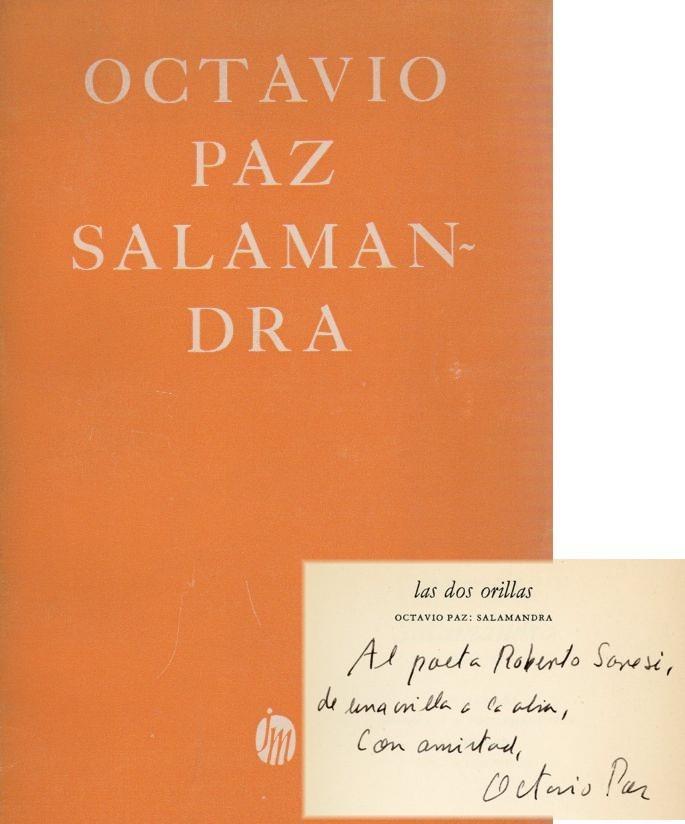 OCTAVIO
PAZ
SALAMAN-
DRA
jm
las dos orillas
OCTAVIO PAZ: SALAMANDRA
Al poeta Roberto Sanesi,
de una orilla a la otra,
Con amistad,
Octavio Paz